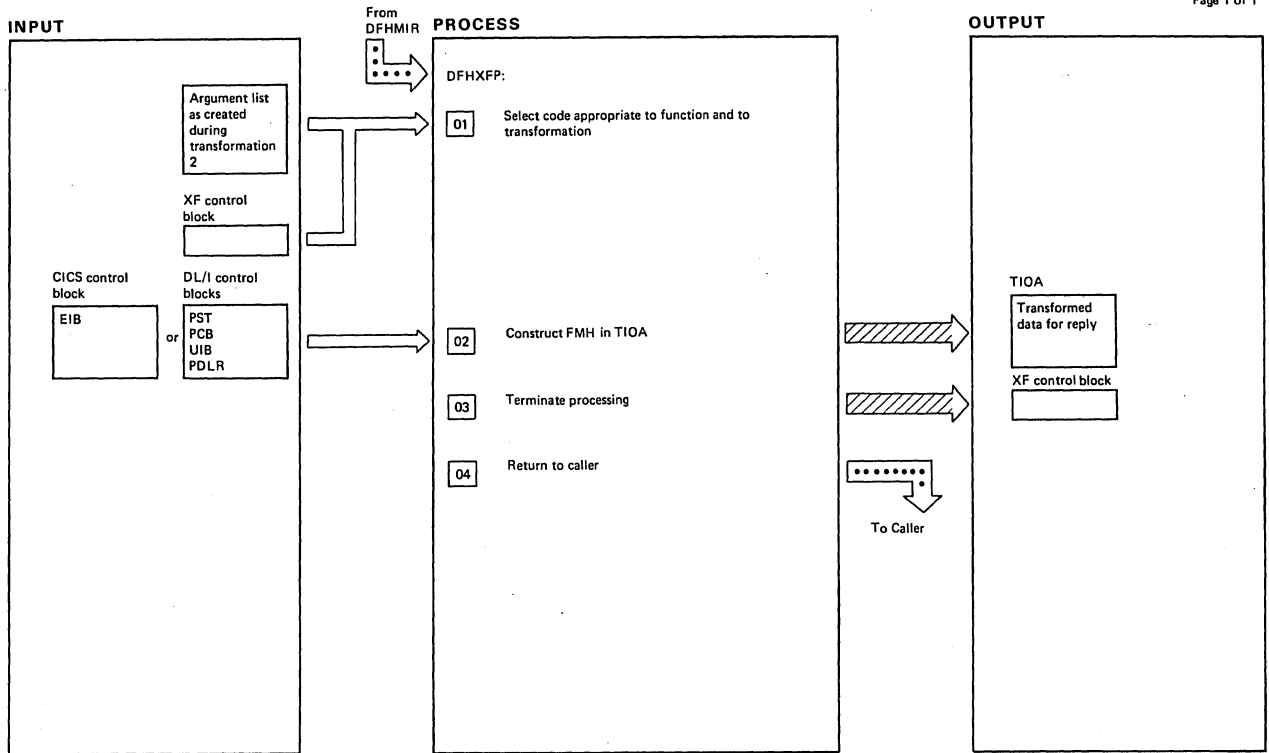 Page 1 of 1
INPUT
From
DFHMIR
PROCESS
OUTPUT
DFHXFP:
Argument list
as created
during
transformation
2
01
Select code appropriate to function and to
transformation
XF control
block
CICS control
block
EIB
or
DL/I control
blocks
PST
PCB
UIB
PDLR
02
Construct FMH in TIOA
TIOA
Transformed
data for reply
XF control block
03
Terminate processing
04
Return to caller
To Caller